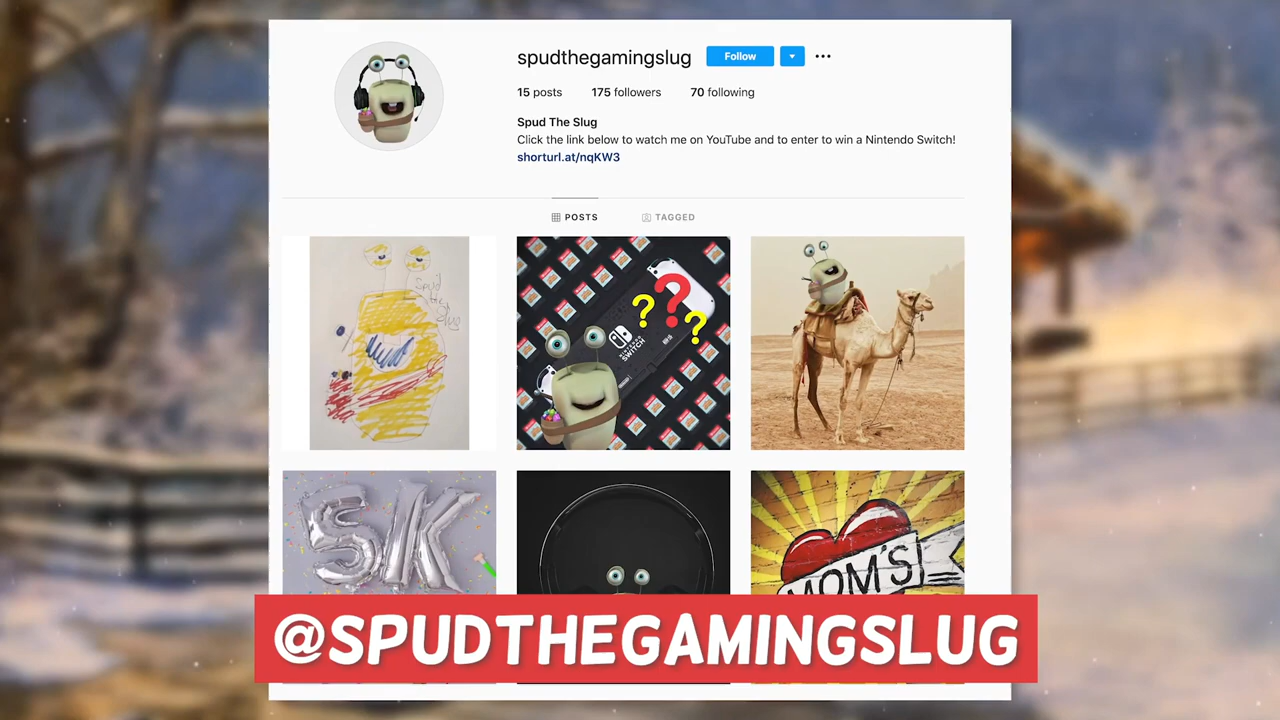 spudthegamingslug
Follow
15 posts
175 followers
70 following
Spud The Slug
Click the link below to watch me on YouTube and to enter to win a Nintendo Switch!
shorturl.at/nqKW3
POSTS
TAGGED
Spud
the
Slug
? ? ?
NINTENDO
SWITCH
5K
MOM'S
@SPUDTHEGAMINGSLUG